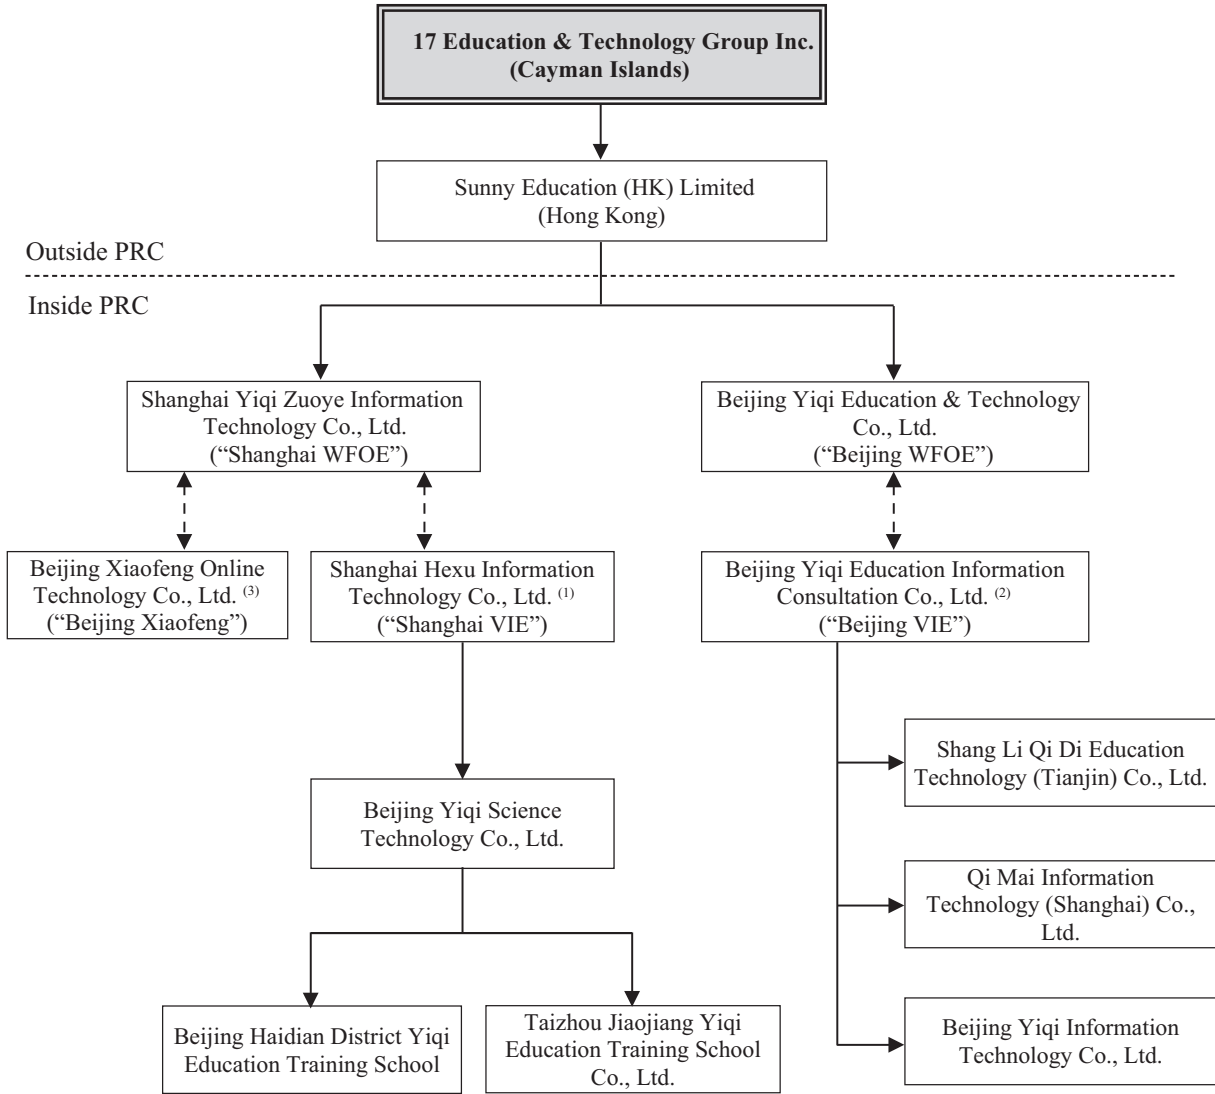 17 Education & Technology Group Inc.
(Cayman Islands)
Sunny Education (HK) Limited
(Hong Kong)
Outside PRC
Inside PRC
Shanghai Yiqi Zuoye Information
Technology Co., Ltd.
(“Shanghai WFOE”)
Beijing Yiqi Education & Technology
Co., Ltd.
(“Beijing WFOE”)
Beijing Xiaofeng Online
Technology Co., Ltd. (3)
(“Beijing Xiaofeng”)
Shanghai Hexu Information
Technology Co., Ltd. (1)
(“Shanghai VIE”)
Beijing Yiqi Education Information
Consultation Co., Ltd. (2)
(“Beijing VIE”)
Shang Li Qi Di Education
Technology (Tianjin) Co., Ltd.
Beijing Yiqi Science
Technology Co., Ltd.
Qi Mai Information
Technology (Shanghai) Co.,
Ltd.
Beijing Haidian District Yiqi
Education Training School
Taizhou Jiaojiang Yiqi
Education Training School
Co., Ltd.
Beijing Yiqi Information
Technology Co., Ltd.